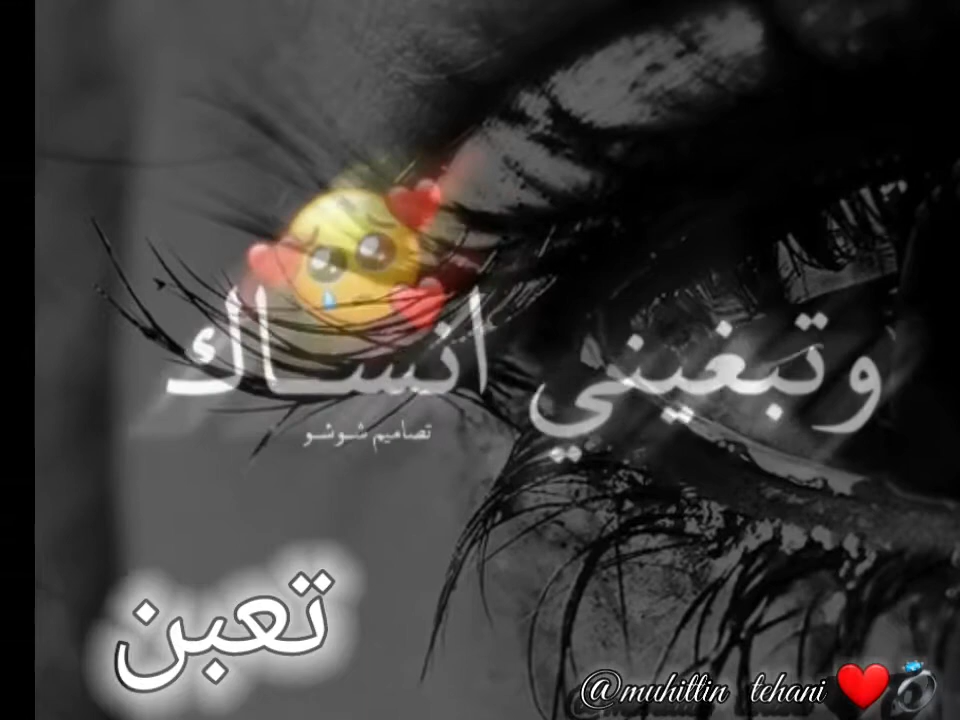 وتبغيني انساك
تصاميم شوشو
تعبن
@muhittin tehani ❤️💍